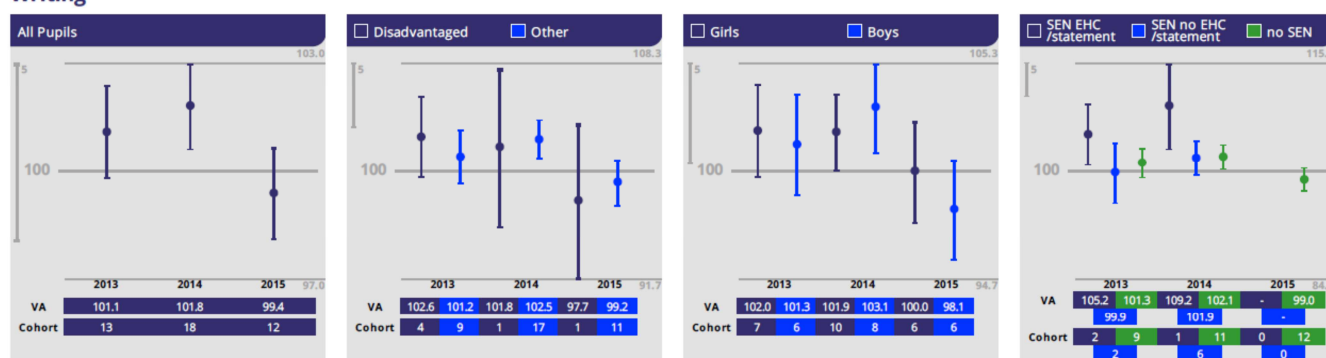 All Pupils
103.0
5
100
2013 2014 2015
97.0
VA 101.1 101.8 99.4
Cohort 13 18 12
Disadvantaged Other
108.3
5
100
2013 2014 2015
91.7
VA 102.6 101.2 101.8 102.5 97.7 99.2
Cohort 4 9 1 17 1 11
Girls Boys
105.3
5
100
2013 2014 2015
94.7
VA 102.0 101.3 101.9 103.1 100.0 98.1
Cohort 7 6 10 8 6 6
SEN EHC /statement SEN no EHC /statement no SEN
5
100
2013 2014 2015
VA 105.2 101.3 109.2 102.1 - 99.0
99.9 101.9 -
Cohort 2 9 1 11 0 12
2 6 0